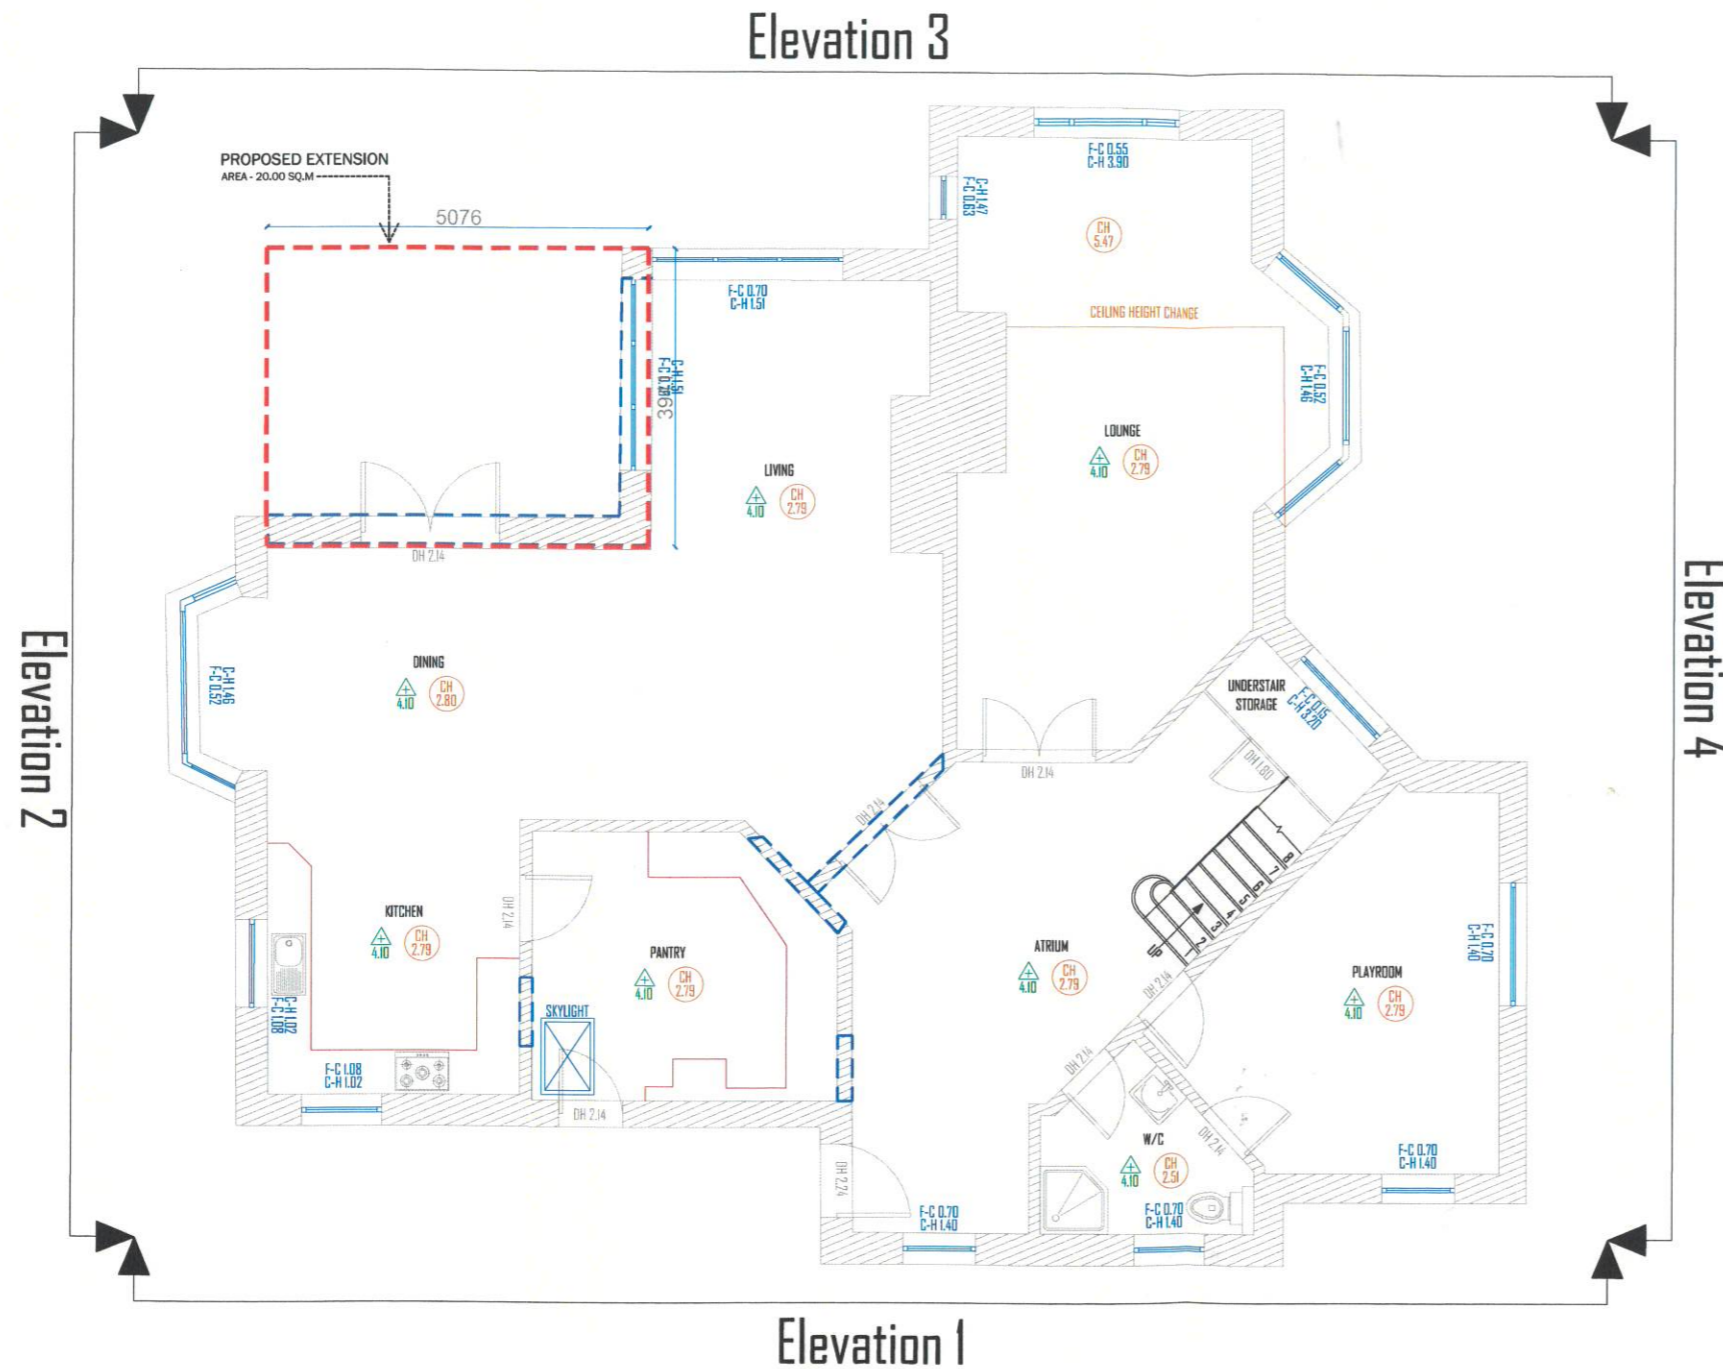 Elevation 3
PROPOSED EXTENSION
AREA - 20.00 SQ.M
5076
F-C 0.55
C-H 3.90
C-H 1.47
F-C 0.63
CH
5.47
F-C 0.70
C-H 1.51
CEILING HEIGHT CHANGE
C-H 1.51
F-C 0.70
F-C 0.52
C-H 1.46
LOUNGE
4.10
CH
2.79
LIVING
4.10
CH
2.79
DH 2.14
Elevation 2
Elevation 4
DINING
4.10
CH
2.80
C-H 1.46
F-C 0.52
UNDERSTAIR
STORAGE
F-C 0.15
C-H 3.20
DH 2.14
DH 1.80
DH 2.14
8
7
6
5
4
3
2
UP
KITCHEN
4.10
CH
2.79
DH 2.14
PANTRY
4.10
CH
2.79
ATRIUM
4.10
CH
2.79
DH 2.14
PLAYROOM
4.10
CH
2.79
F-C 0.70
C-H 1.40
C-H 1.02
F-C 1.08
SKYLIGHT
F-C 1.08
C-H 1.02
DH 2.14
DH 2.14
DH 2.14
W/C
4.10
CH
2.51
DH 2.24
F-C 0.70
C-H 1.40
F-C 0.70
C-H 1.40
F-C 0.70
C-H 1.40
Elevation 1